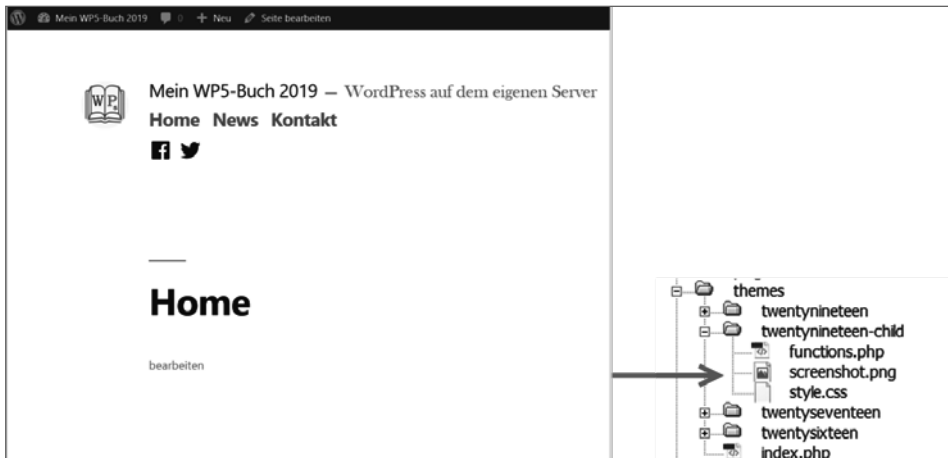 Mein WP5-Buch 2019 0 + Neu Seite bearbeiten
WP5
Mein WP5-Buch 2019 — WordPress auf dem eigenen Server
Home News Kontakt
Home
bearbeiten
themes
twentynineteen
twentynineteen-child
functions.php
screenshot.png
style.css
twentyseventeen
twentysixteen
index.php